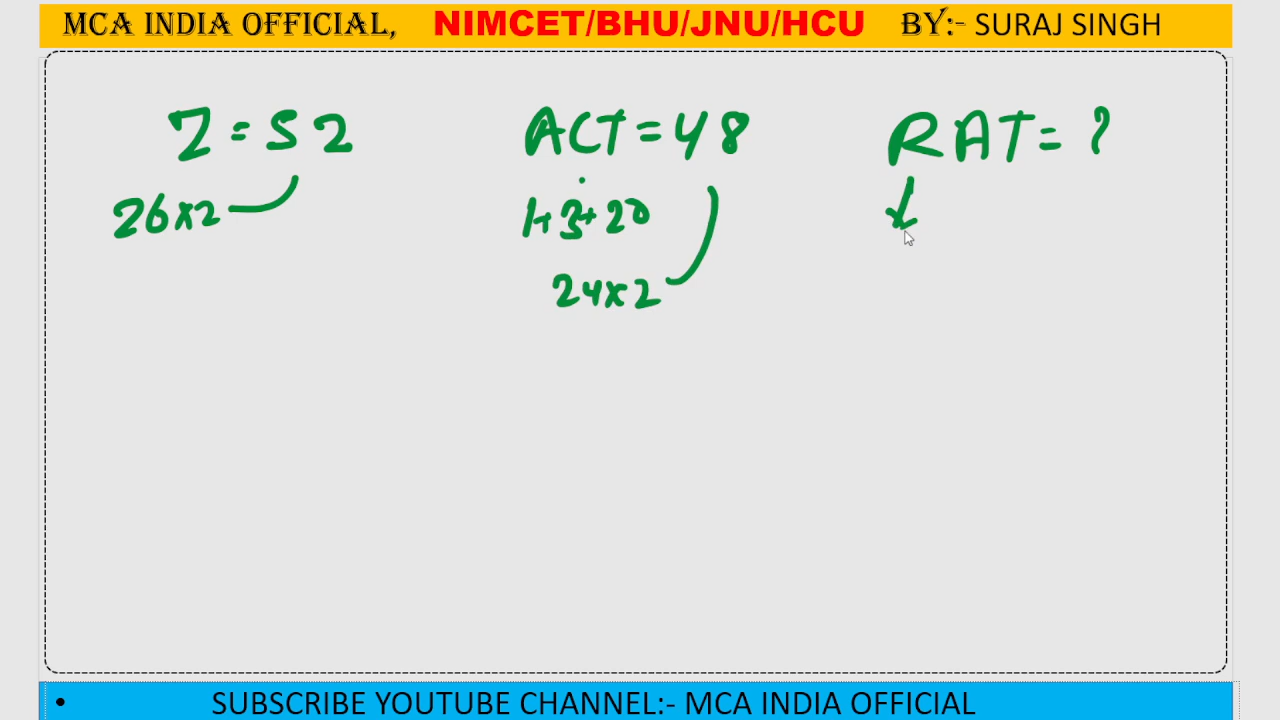 MCA INDIA OFFICIAL, NIMCET/BHU/JNU/HCU BY:- SURAJ SINGH
Z = 52 ACT = 48 RAT = ?
26x2 1+3+20
24x2
• SUBSCRIBE YOUTUBE CHANNEL:- MCA INDIA OFFICIAL